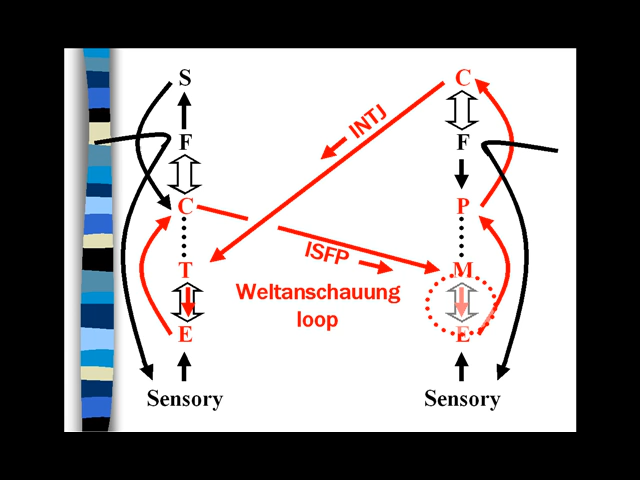 S
F
C
T
E
Sensory
INTJ
ISFP
Weltanschauung
loop
C
F
P
M
E
Sensory